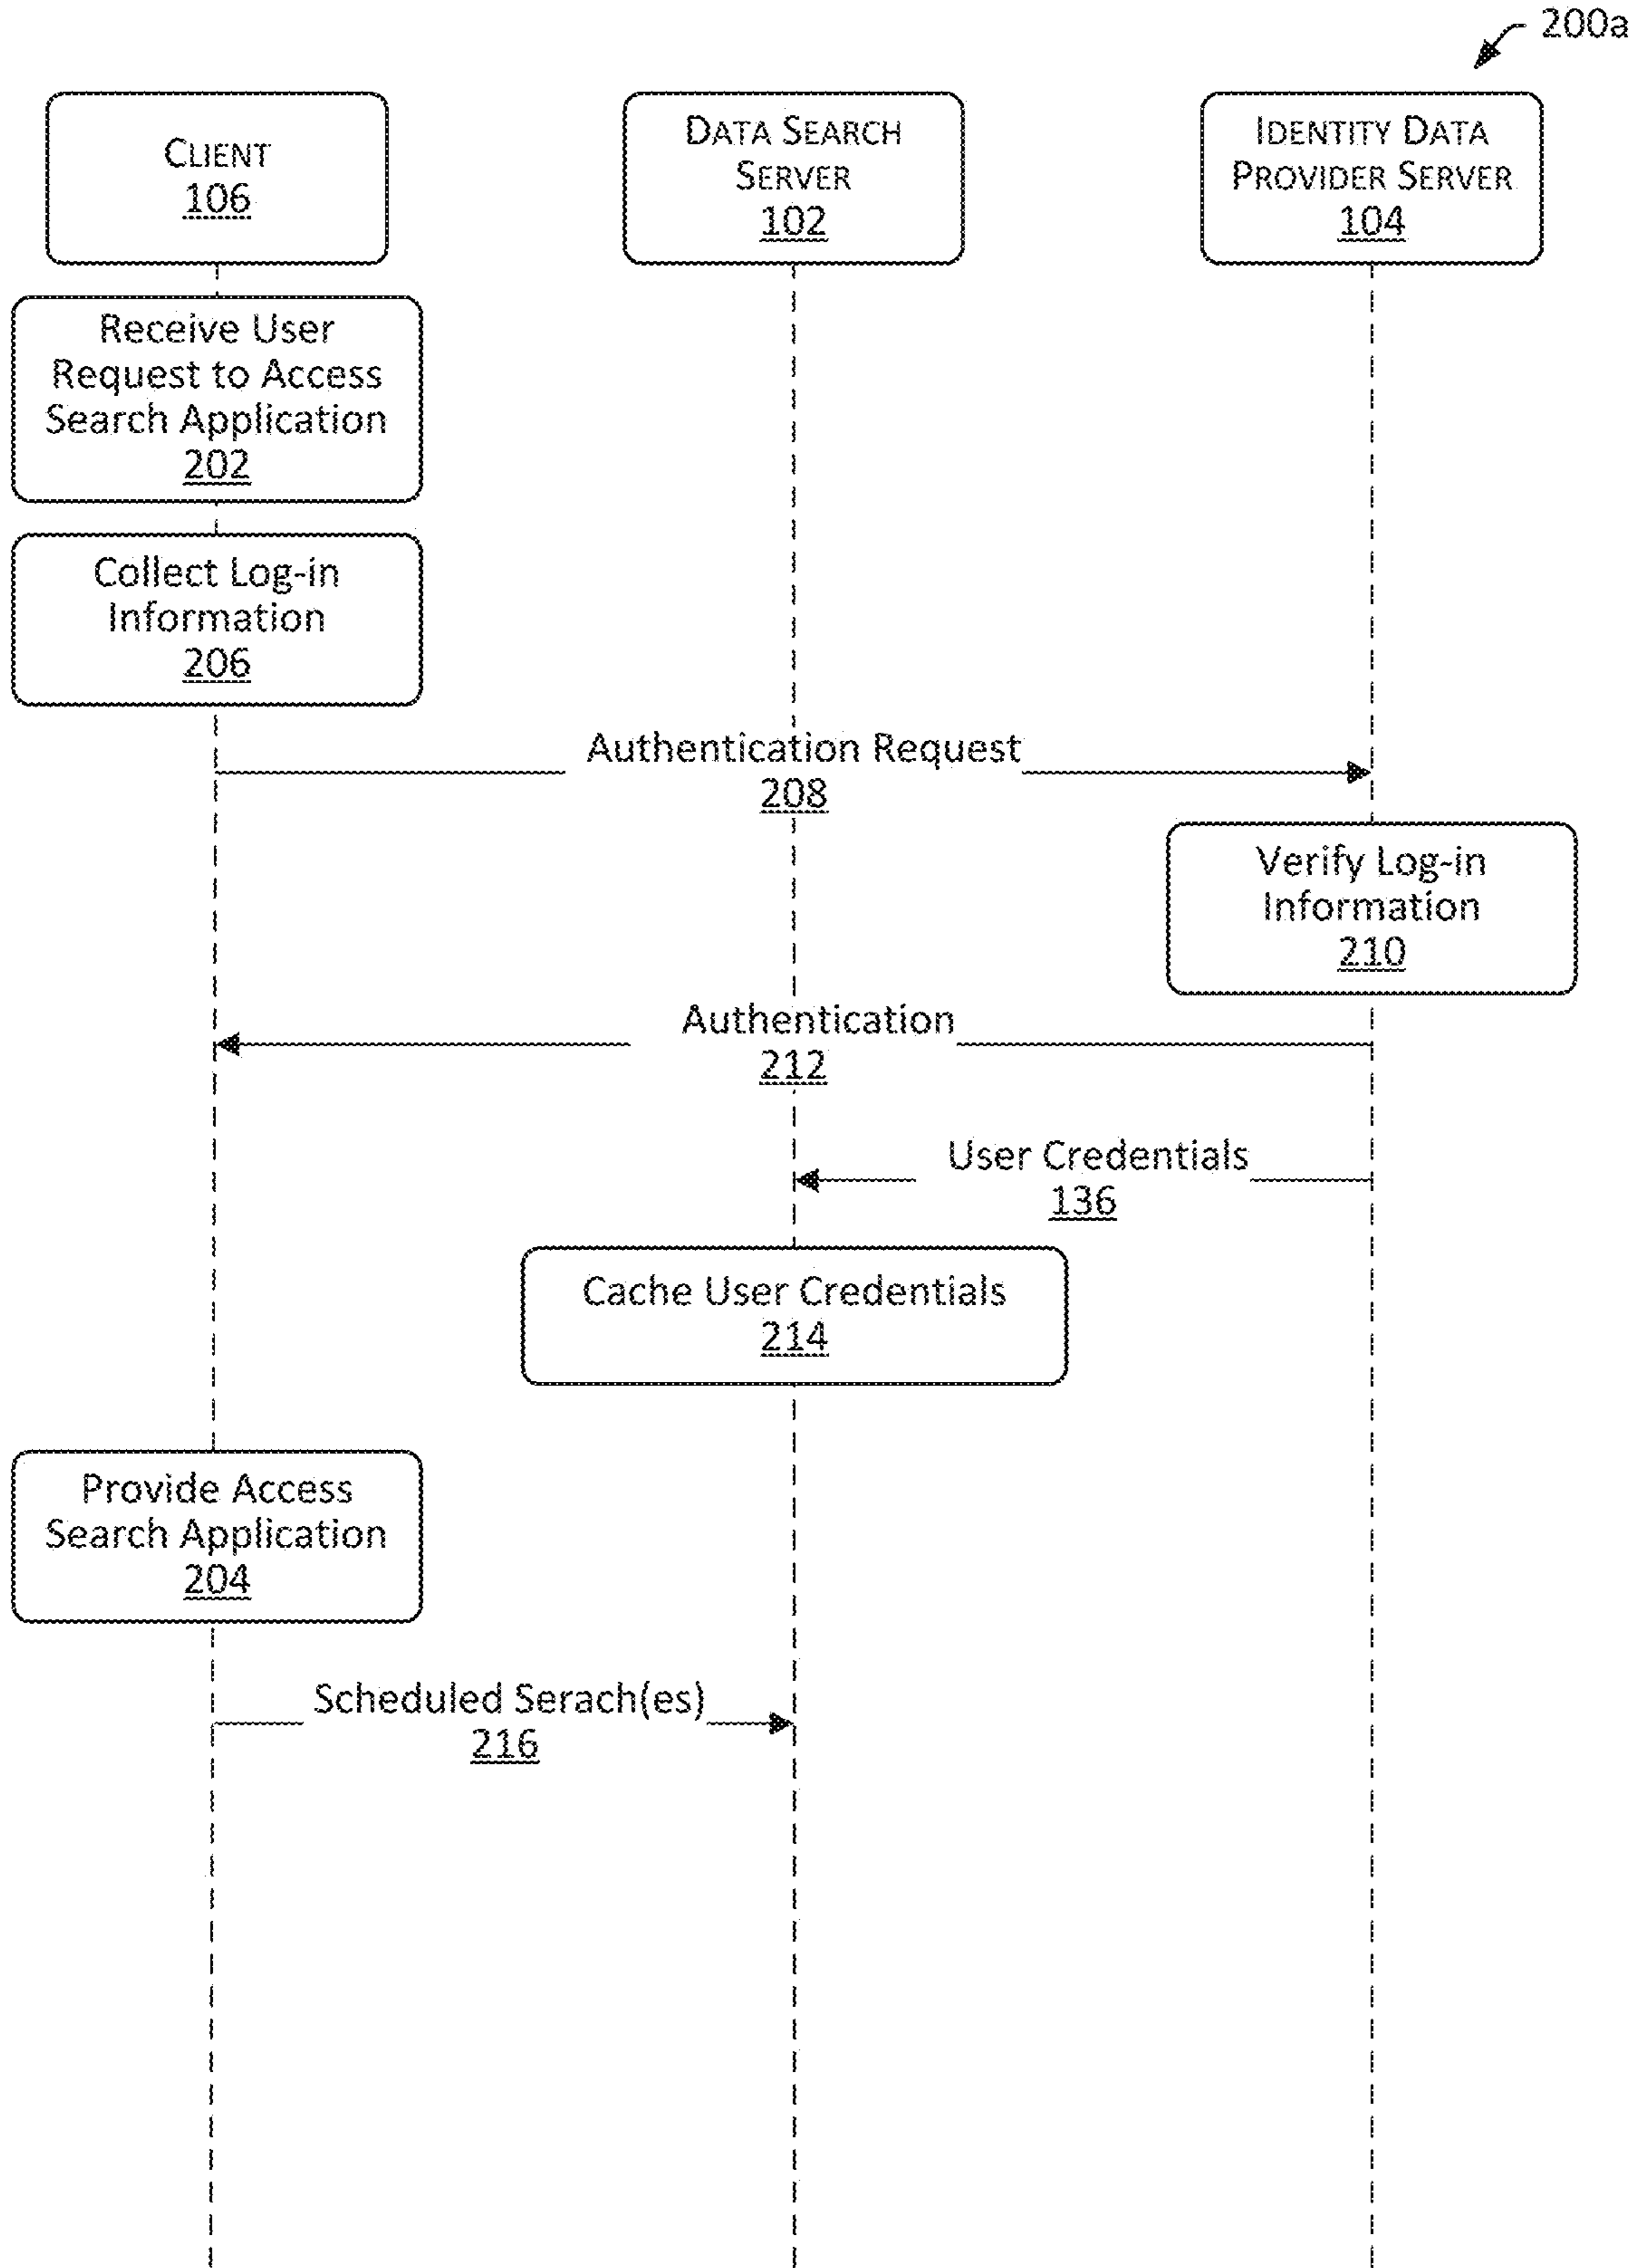 200a
CLIENT
106
DATA SEARCH
SERVER
102
IDENTITY DATA
PROVIDER SERVER
104
Receive User
Request to Access
Search Application
202
Collect Log-in
Information
206
Authentication Request
208
Verify Log-in
Information
210
Authentication
212
User Credentials
136
Cache User Credentials
214
Provide Access
Search Application
204
Scheduled Serach(es)
216